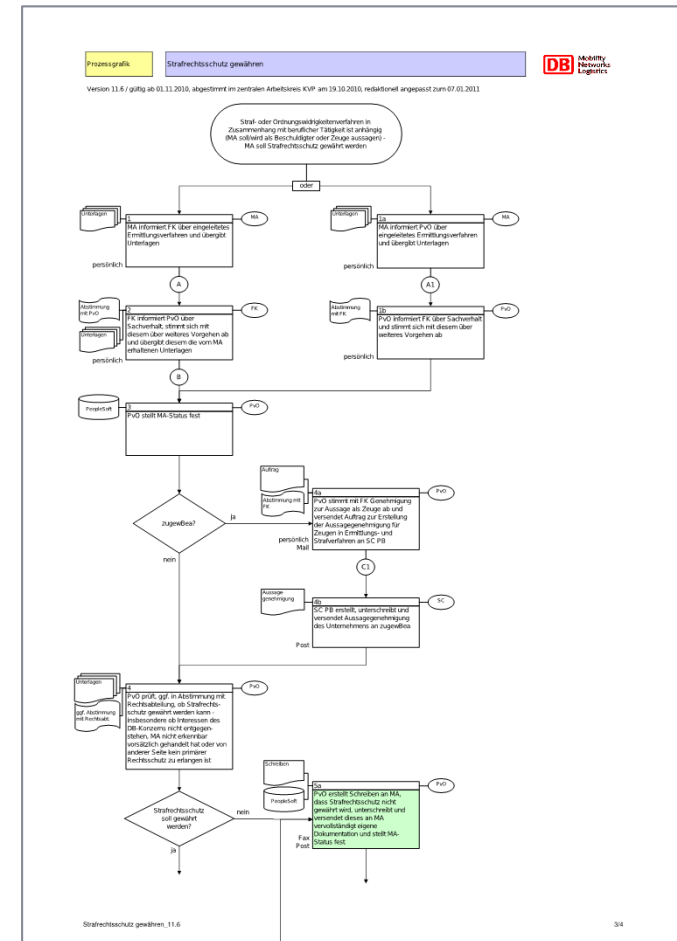 Prozessgrafik
Strafrechtsschutz gewähren
DB
Mobility
Networks
Logistics
Version 11.6 / gültig ab 01.11.2010, abgestimmt im zentralen Arbeitskreis KVP am 19.10.2010, redaktionell angepasst zum 07.01.2011
Straf- oder Ordnungswidrigkeitenverfahren in
Zusammenhang mit beruflicher Tätigkeit ist anhängig
(MA soll/wird als Beschuldigter oder Zeuge aussagen) -
MA soll Strafrechtsschutz gewährt werden
oder
Unterlagen
1
MA informiert FK über eingeleitetes
Ermittlungsverfahren und übergibt
Unterlagen
MA
persönlich
Unterlagen
1a
MA informiert PvO über
eingeleitetes Ermittlungsverfahren
und übergibt Unterlagen
MA
persönlich
A
A1
Abstimmung
mit PvO
Unterlagen
2
FK informiert PvO über
Sachverhalt, stimmt sich mit
diesem über weiteres Vorgehen ab
und übergibt diesem die vom MA
erhaltenen Unterlagen
FK
persönlich
Abstimmung
mit FK
1b
PvO informiert FK über Sachverhalt
und stimmt sich mit diesem über
weiteres Vorgehen ab
PvO
persönlich
B
PeopleSoft
3
PvO stellt MA-Status fest
PvO
zugewBea?
ja
nein
Auftrag
Abstimmung mit
FK
4a
PvO stimmt mit FK Genehmigung
zur Aussage als Zeuge ab und
versendet Auftrag zur Erstellung
der Aussagegenehmigung für
Zeugen in Ermittlungs- und
Strafverfahren an SC PB
PvO
persönlich
Mail
C1
Aussage
genehmigung
4b
SC PB erstellt, unterschreibt und
versendet Aussagegenehmigung
des Unternehmens an zugewBea
SC
Post
Unterlagen
ggf. Abstimmung
mit Rechtsabt.
4
PvO prüft, ggf. in Abstimmung mit
Rechtsabteilung, ob Strafrechts-
schutz gewährt werden kann -
insbesondere ob Interessen des
DB-Konzerns nicht entgegen-
stehen, MA nicht erkennbar
vorsätzlich gehandelt hat oder von
anderer Seite kein primärer
Rechtsschutz zu erlangen ist
PvO
Strafrechtsschutz
soll gewährt
werden?
nein
ja
Schreiben
PeopleSoft
5a
PvO erstellt Schreiben an MA,
dass Strafrechtsschutz nicht
gewährt wird, unterschreibt und
versendet dieses an MA
vervollständigt eigene
Dokumentation und stellt MA-
Status fest
PvO
Fax
Post
Strafrechtsschutz gewähren_11.6
3/4